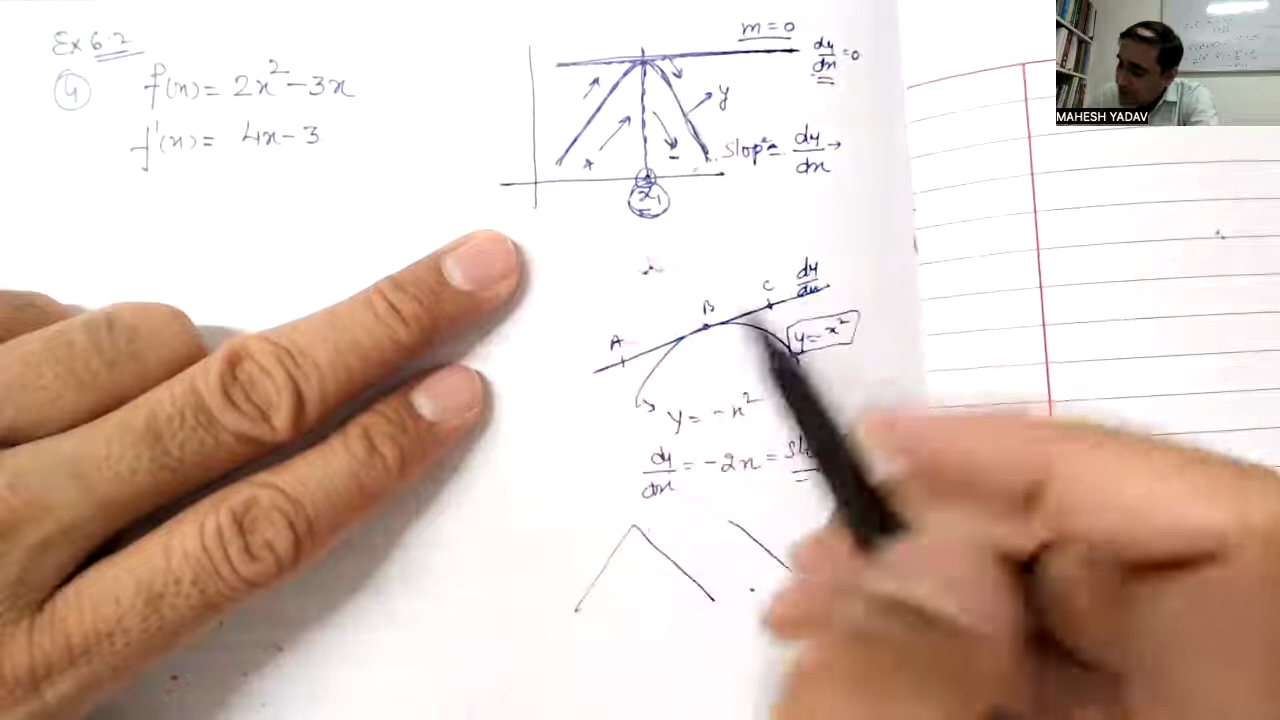 Ex 6.2
4
f(x) = 2x² - 3x
f'(x) = 4x - 3
m = 0
dy/dx = 0
y
+
-
slope = dy/dx →
x₁
A
B
C
dy/dx
y = -x²
y = -x²
dy/dx = -2x =
MAHESH YADAV